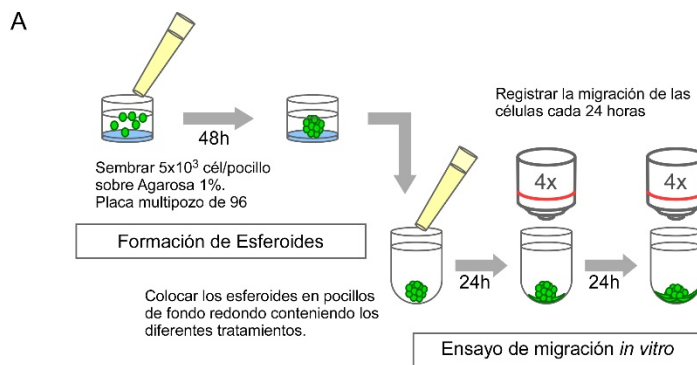 A
48h
Sembrar 5x10³ cél/pocillo
sobre Agarosa 1%.
Placa multipozo de 96
Formación de Esferoides
Registrar la migración de las
células cada 24 horas
4x
4x
24h
24h
Colocar los esferoides en pocillos
de fondo redondo conteniendo los
diferentes tratamientos.
Ensayo de migración in vitro